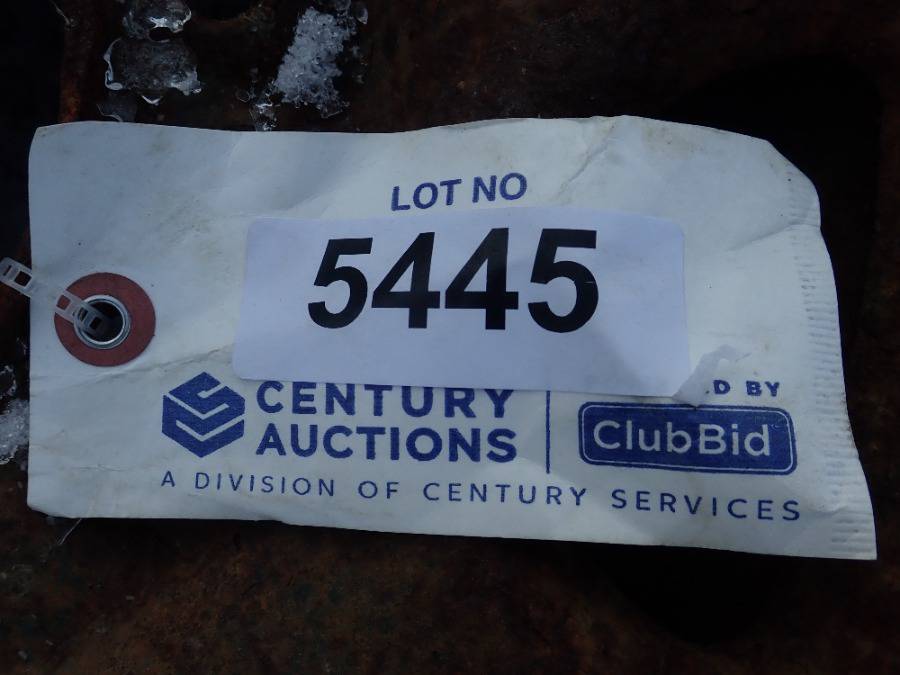 LOT NO
5445
CENTURY
AUCTIONS
BY
ClubBid
A DIVISION OF CENTURY SERVICES